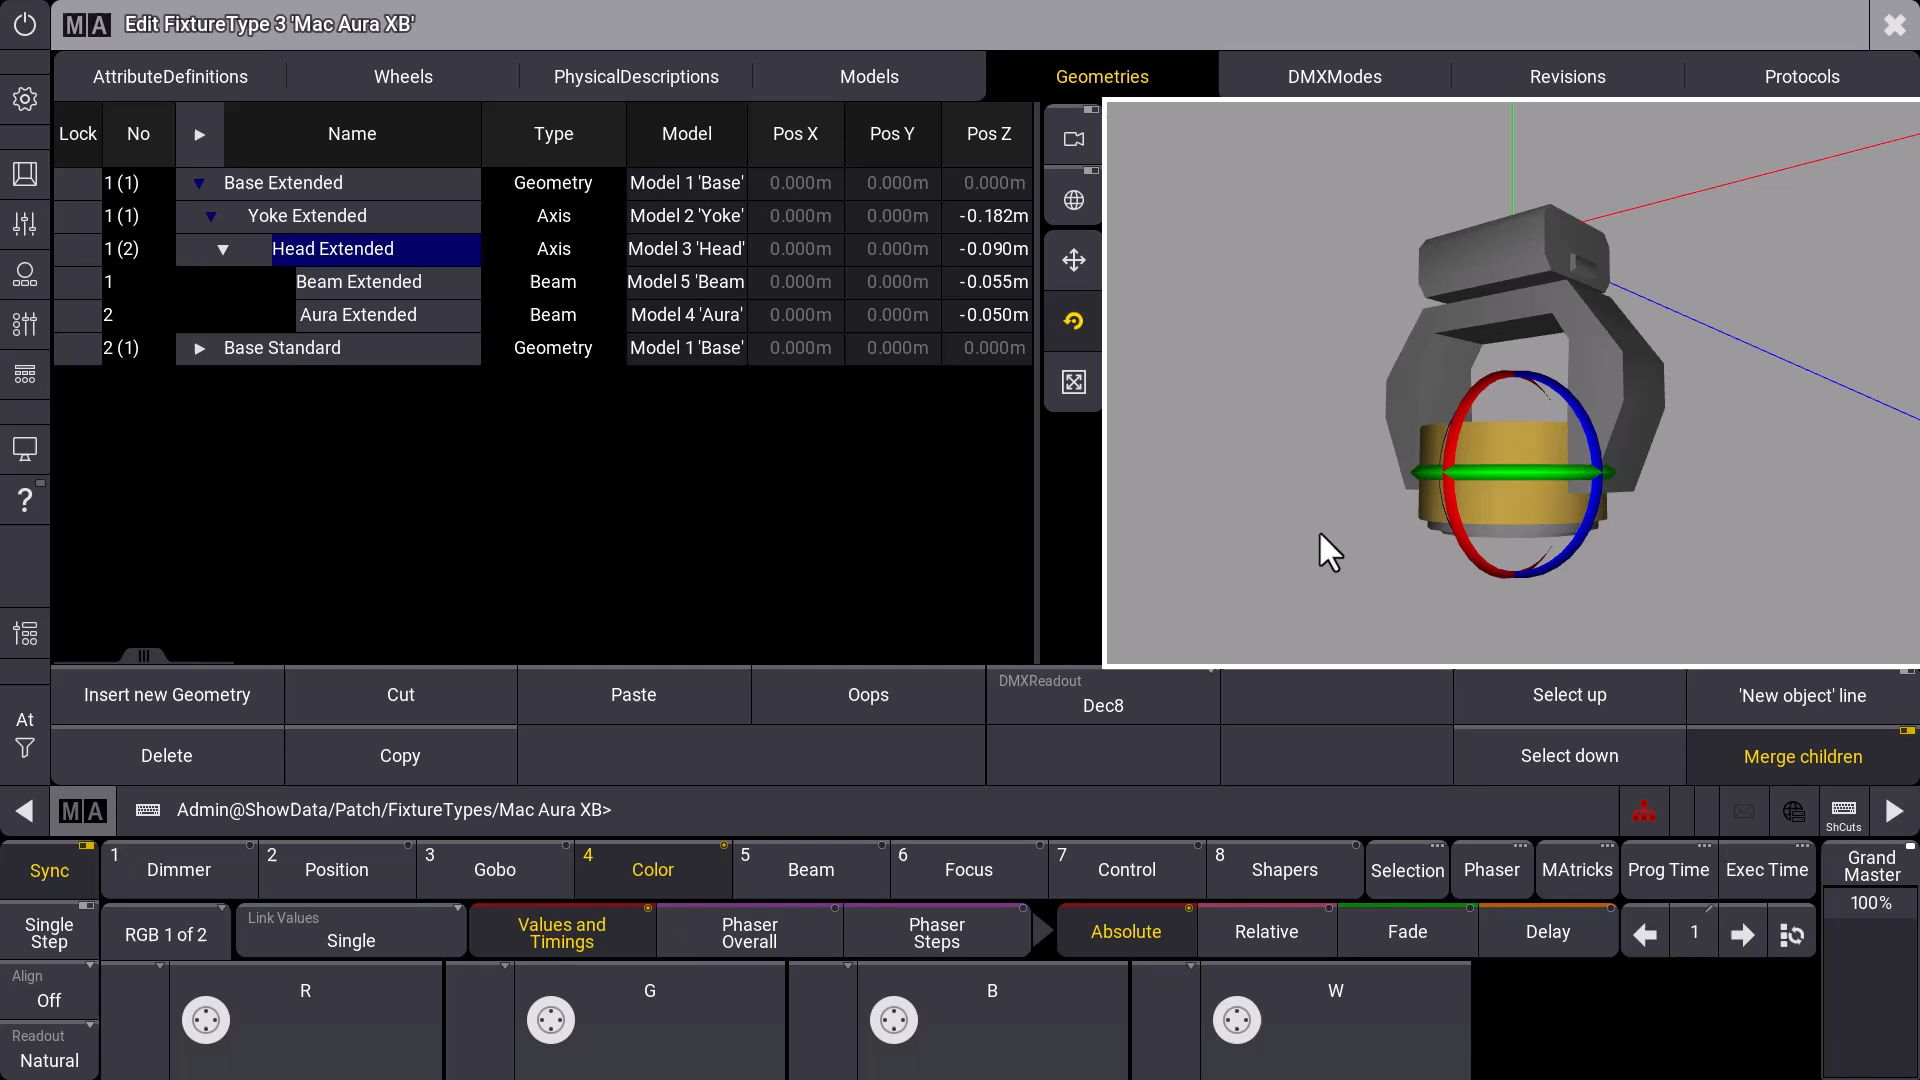 MA Edit FixtureType 3 'Mac Aura XB'
AttributeDefinitions Wheels PhysicalDescriptions Models Geometries DMXModes Revisions Protocols
Lock No Name Type Model Pos X Pos Y Pos Z
1 (1) Base Extended Geometry Model 1 'Base' 0.000m 0.000m 0.000m
1 (1) Yoke Extended Axis Model 2 'Yoke' 0.000m 0.000m -0.182m
1 (2) Head Extended Axis Model 3 'Head' 0.000m 0.000m -0.090m
1 Beam Extended Beam Model 5 'Beam 0.000m 0.000m -0.055m
2 Aura Extended Beam Model 4 'Aura' 0.000m 0.000m -0.050m
2 (1) Base Standard Geometry Model 1 'Base' 0.000m 0.000m 0.000m
?
Insert new Geometry Cut Paste Oops DMXReadout Dec8 Select up 'New object' line
At
Delete Copy Select down Merge children
MA Admin@ShowData/Patch/FixtureTypes/Mac Aura XB> ShCuts
Sync 1 Dimmer 2 Position 3 Gobo 4 Color 5 Beam 6 Focus 7 Control 8 Shapers Selection Phaser MAtricks Prog Time Exec Time Grand Master
100%
Single Step RGB 1 of 2 Link Values Single Values and Timings Phaser Overall Phaser Steps Absolute Relative Fade Delay 1
Align Off R G B W
Readout Natural